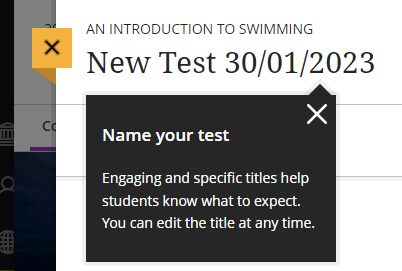 AN INTRODUCTION TO SWIMMING
New Test 30/01/2023
Co
Name your test
Engaging and specific titles help
students know what to expect.
You can edit the title at any time.